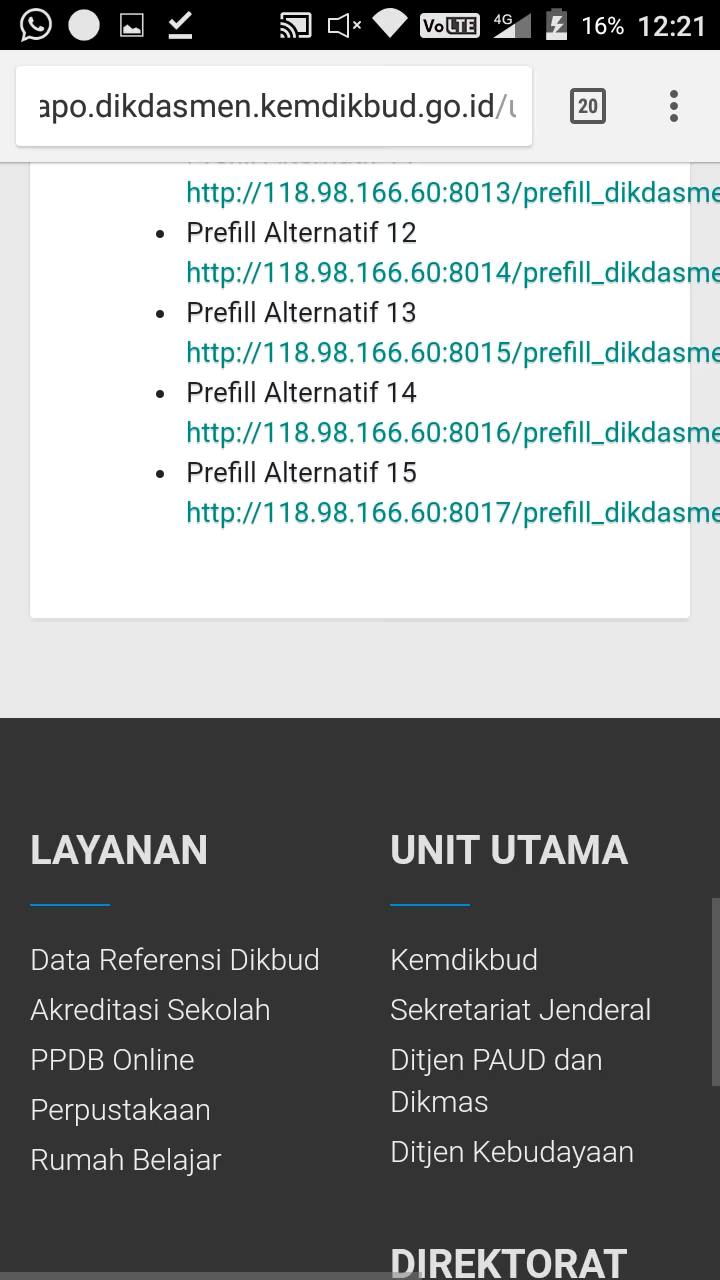 VoLTE 4G 16% 12:21
apo.dikdasmen.kemdikbud.go.id/u
20
http://118.98.166.60:8013/prefill_dikdasme
• Prefill Alternatif 12
http://118.98.166.60:8014/prefill_dikdasme
• Prefill Alternatif 13
http://118.98.166.60:8015/prefill_dikdasme
• Prefill Alternatif 14
http://118.98.166.60:8016/prefill_dikdasme
• Prefill Alternatif 15
http://118.98.166.60:8017/prefill_dikdasme
LAYANAN
Data Referensi Dikbud
Akreditasi Sekolah
PPDB Online
Perpustakaan
Rumah Belajar
UNIT UTAMA
Kemdikbud
Sekretariat Jenderal
Ditjen PAUD dan
Dikmas
Ditjen Kebudayaan
DIREKTORAT